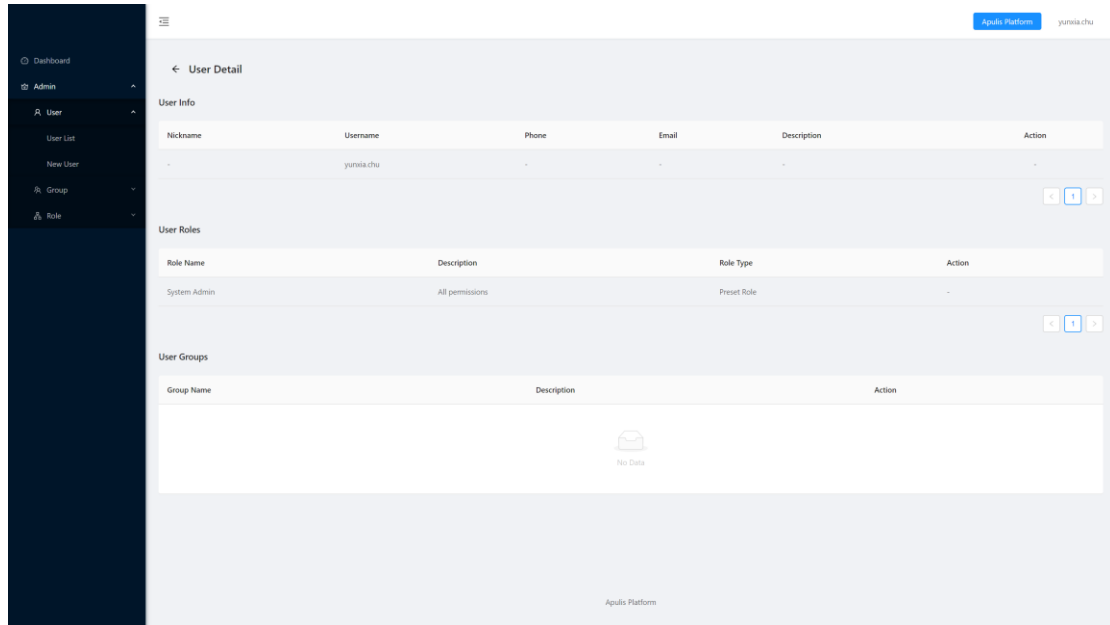 Apulis Platform yunxia.chu
Dashboard
Admin
User
User List
New User
Group
Role
User Detail
User Info
Nickname Username Phone Email Description Action
- yunxia.chu - - - -
< 1 >
User Roles
Role Name Description Role Type Action
System Admin All permissions Preset Role -
< 1 >
User Groups
Group Name Description Action
No Data
Apulis Platform